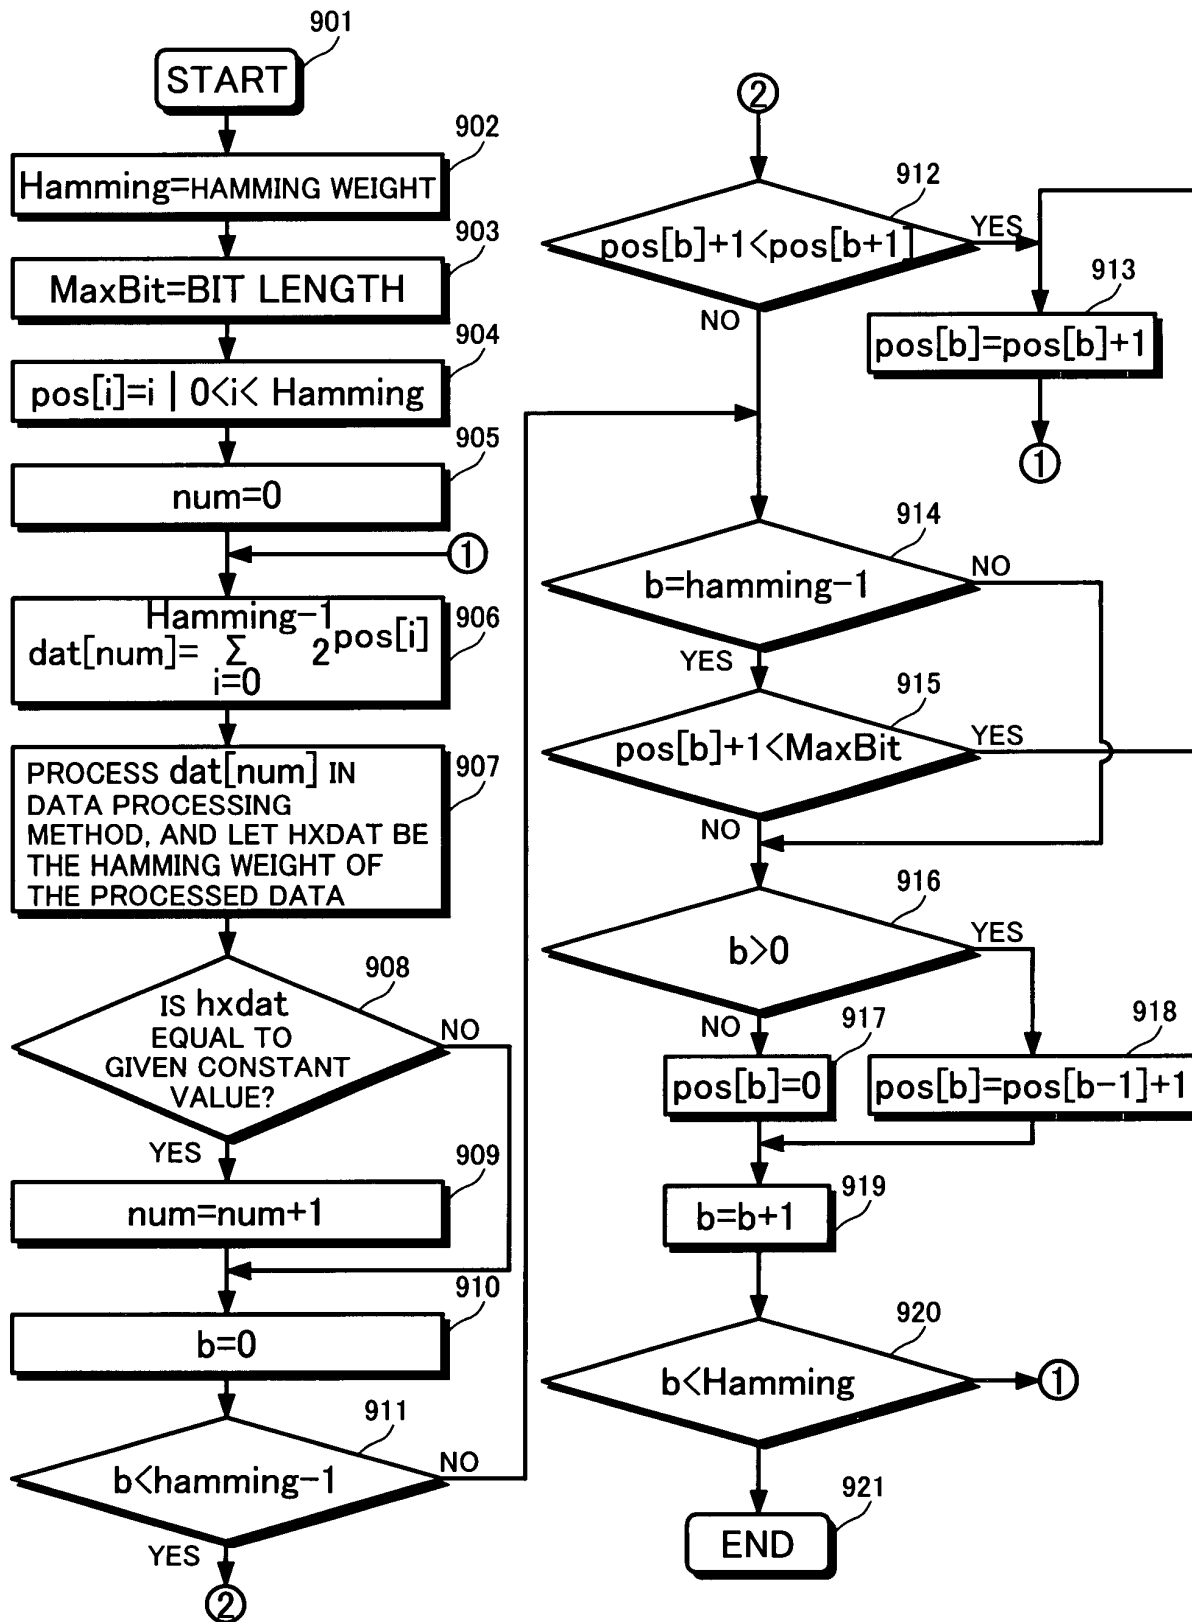 901
START
902
Hamming=HAMMING WEIGHT
903
MaxBit=BIT LENGTH
904
pos[i]=i | 0<i< Hamming
905
num=0
1
906
Hamming-1
dat[num]= Σ 2pos[i]
i=0
907
PROCESS dat[num] IN
DATA PROCESSING
METHOD, AND LET HXDAT BE
THE HAMMING WEIGHT OF
THE PROCESSED DATA
908
IS hxdat
EQUAL TO
GIVEN CONSTANT
VALUE?
NO
YES
909
num=num+1
910
b=0
911
b<hamming-1
NO
YES
2
2
912
pos[b]+1<pos[b+1]
YES
NO
913
pos[b]=pos[b]+1
1
914
b=hamming-1
NO
YES
915
pos[b]+1<MaxBit
YES
NO
916
b>0
YES
NO
917
pos[b]=0
918
pos[b]=pos[b-1]+1
919
b=b+1
920
b<Hamming
1
921
END